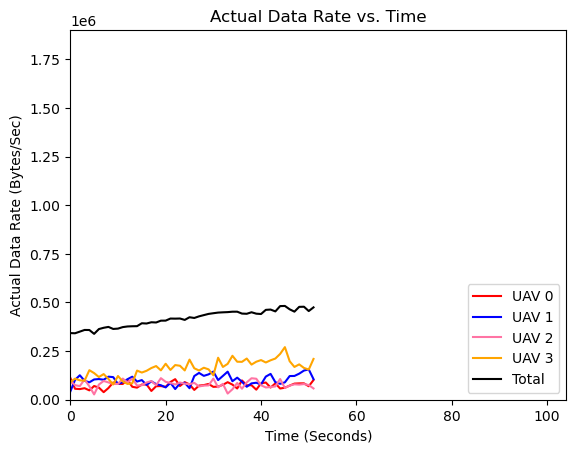 Actual Data Rate vs. Time
1e6
Actual Data Rate (Bytes/Sec)
1.75
1.50
1.25
1.00
0.75
0.50
0.25
0.00
0 20 40 60 80 100
Time (Seconds)
UAV 0
UAV 1
UAV 2
UAV 3
Total